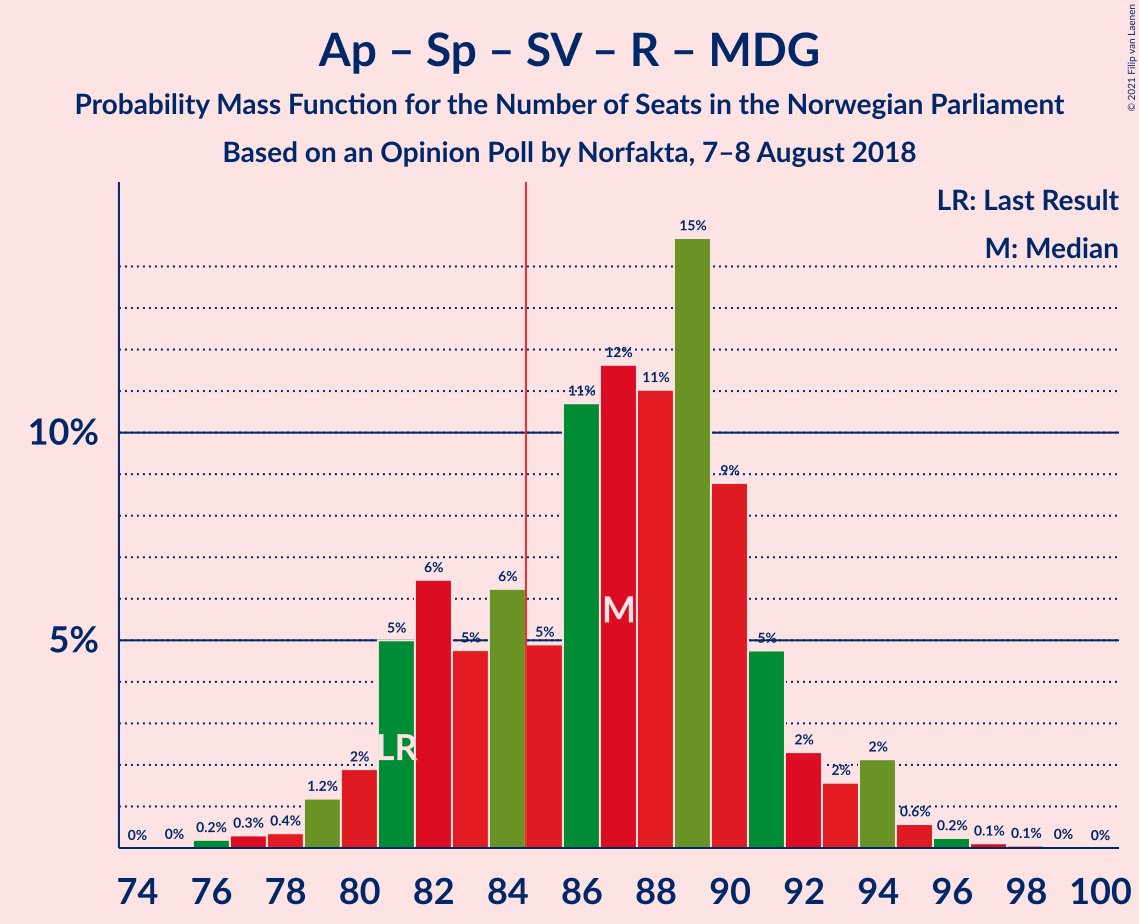 Ap – Sp – SV – R – MDG
Probability Mass Function for the Number of Seats in the Norwegian Parliament
Based on an Opinion Poll by Norfakta, 7–8 August 2018
© 2021 Filip van Laenen
LR: Last Result
M: Median
10%
5%
0% 0% 0.2% 0.3% 0.4% 1.2% 2% 5% 6% 5% 6% 5% 11% 12% 11% 15% 9% 5% 2% 2% 2% 0.6% 0.2% 0.1% 0.1% 0% 0%
LR
M
74 76 78 80 82 84 86 88 90 92 94 96 98 100